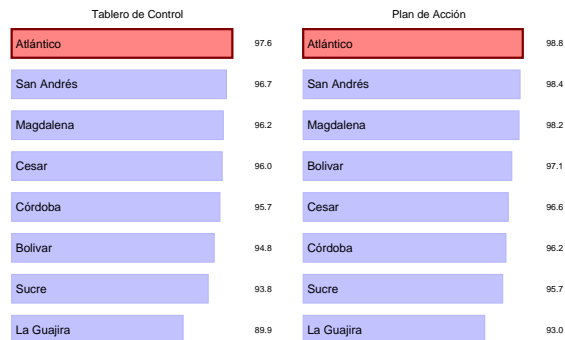 Tablero de Control
Atlántico 97.6
San Andrés 96.7
Magdalena 96.2
Cesar 96.0
Córdoba 95.7
Bolivar 94.8
Sucre 93.8
La Guajira 89.9
Plan de Acción
Atlántico 98.8
San Andrés 98.4
Magdalena 98.2
Bolivar 97.1
Cesar 96.6
Córdoba 96.2
Sucre 95.7
La Guajira 93.0